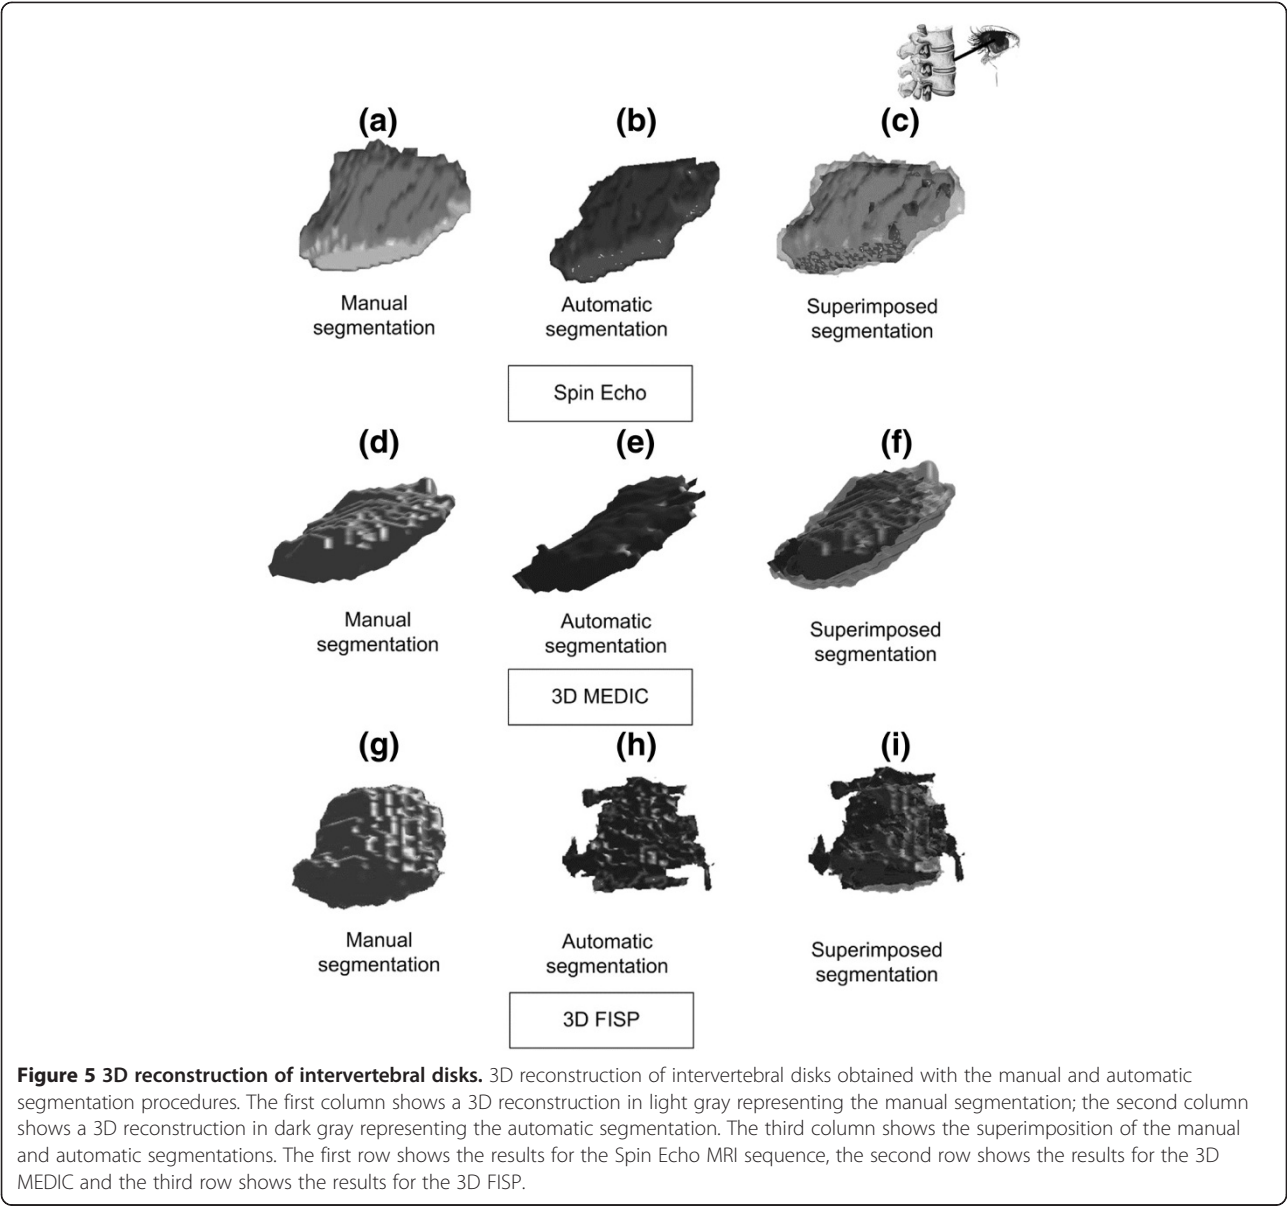 (a) (b) (c)
Manual Automatic Superimposed
segmentation segmentation segmentation
Spin Echo
(d) (e) (f)
Manual Automatic Superimposed
segmentation segmentation segmentation
3D MEDIC
(g) (h) (i)
Manual Automatic Superimposed
segmentation segmentation segmentation
3D FISP
Figure 5 3D reconstruction of intervertebral disks. 3D reconstruction of intervertebral disks obtained with the manual and automatic
segmentation procedures. The first column shows a 3D reconstruction in light gray representing the manual segmentation; the second column
shows a 3D reconstruction in dark gray representing the automatic segmentation. The third column shows the superimposition of the manual
and automatic segmentations. The first row shows the results for the Spin Echo MRI sequence, the second row shows the results for the 3D
MEDIC and the third row shows the results for the 3D FISP.